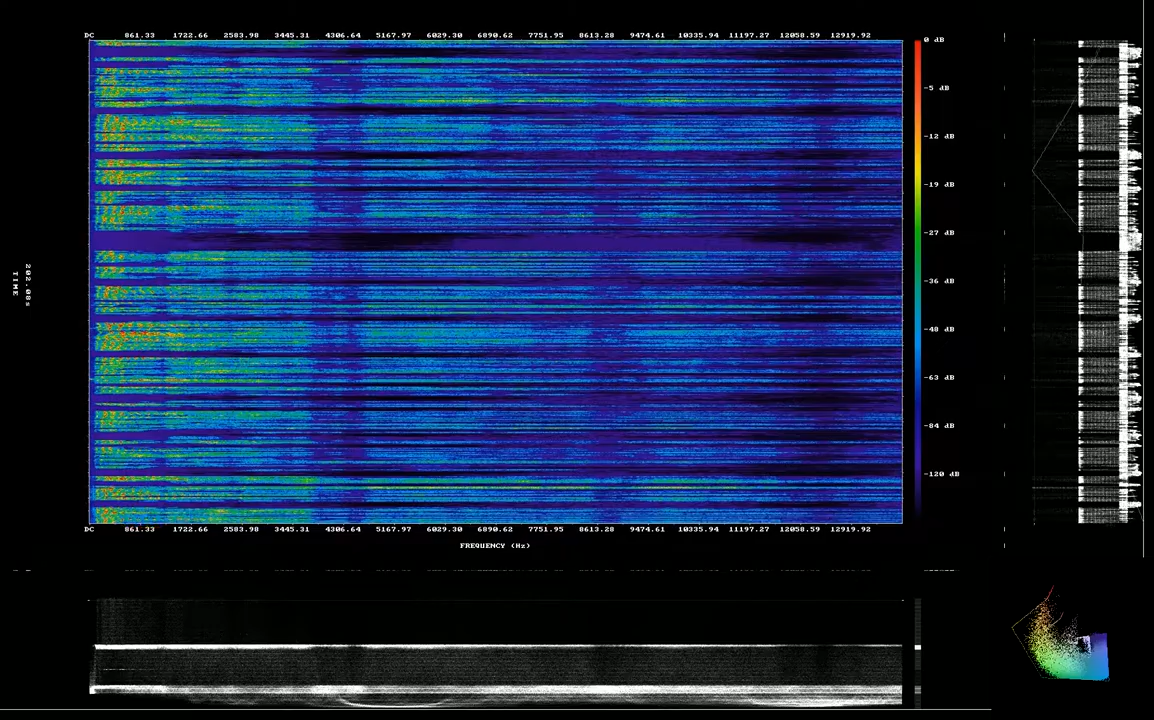 DC 861.33 1722.66 2583.98 3445.31 4306.64 5167.97 6029.30 6890.62 7751.95 8613.28 9474.61 10335.94 11197.27 12058.59 12919.92
0 dB
-5 dB
-12 dB
-19 dB
-27 dB
-36 dB
-48 dB
-63 dB
-84 dB
-120 dB
TIME
202.08s
DC 861.33 1722.66 2583.98 3445.31 4306.64 5167.97 6029.30 6890.62 7751.95 8613.28 9474.61 10335.94 11197.27 12058.59 12919.92
FREQUENCY (Hz)